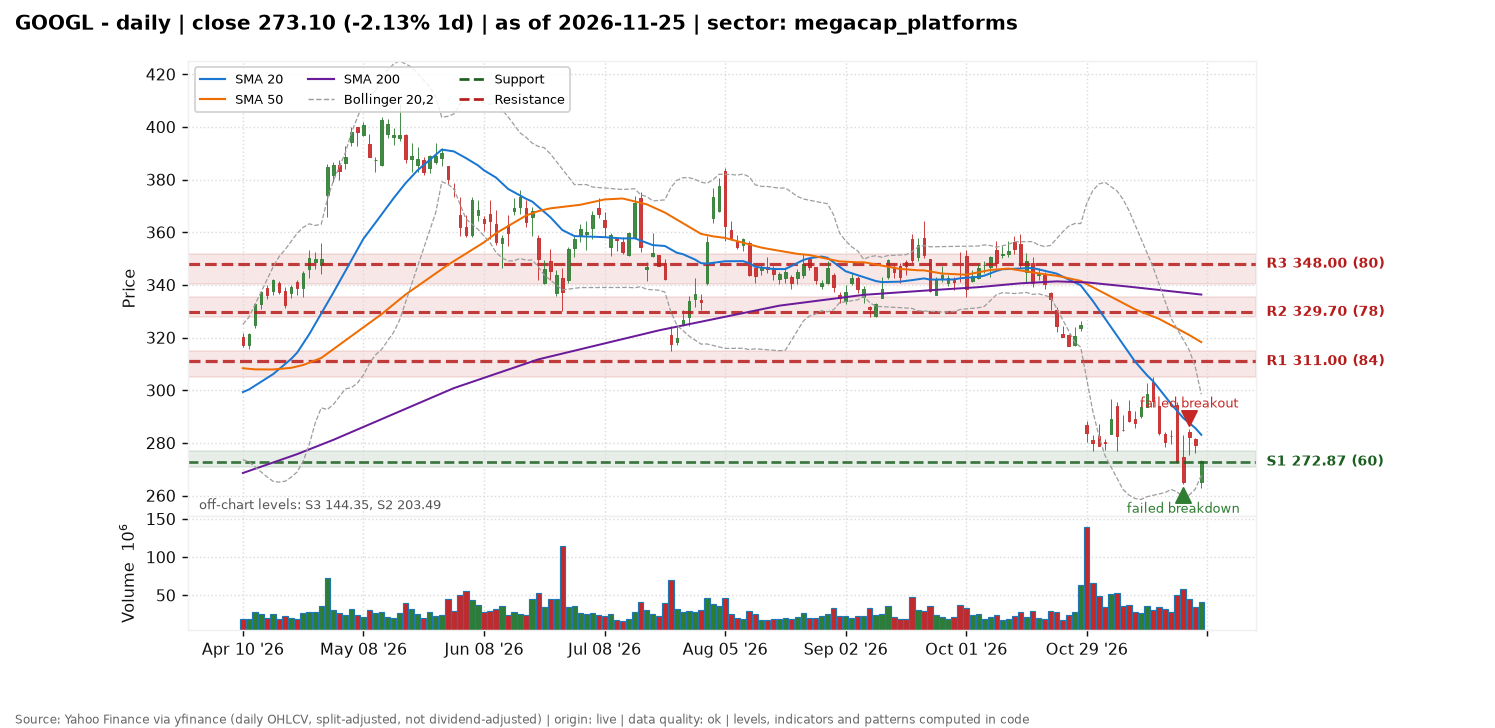 GOOGL - daily | close 273.10 (-2.13% 1d) | as of 2026-11-25 | sector: megacap_platforms
SMA 20
SMA 50
SMA 200
Bollinger 20,2
Support
Resistance
Price
420
400
380
360
340
320
300
280
260
R3 348.00 (80)
R2 329.70 (78)
R1 311.00 (84)
S1 272.87 (60)
failed breakout
failed breakdown
off-chart levels: S3 144.35, S2 203.49
Volume 10⁶
150
100
50
Apr 10 '26 May 08 '26 Jun 08 '26 Jul 08 '26 Aug 05 '26 Sep 02 '26 Oct 01 '26 Oct 29 '26
Source: Yahoo Finance via yfinance (daily OHLCV, split-adjusted, not dividend-adjusted) | origin: live | data quality: ok | levels, indicators and patterns computed in code